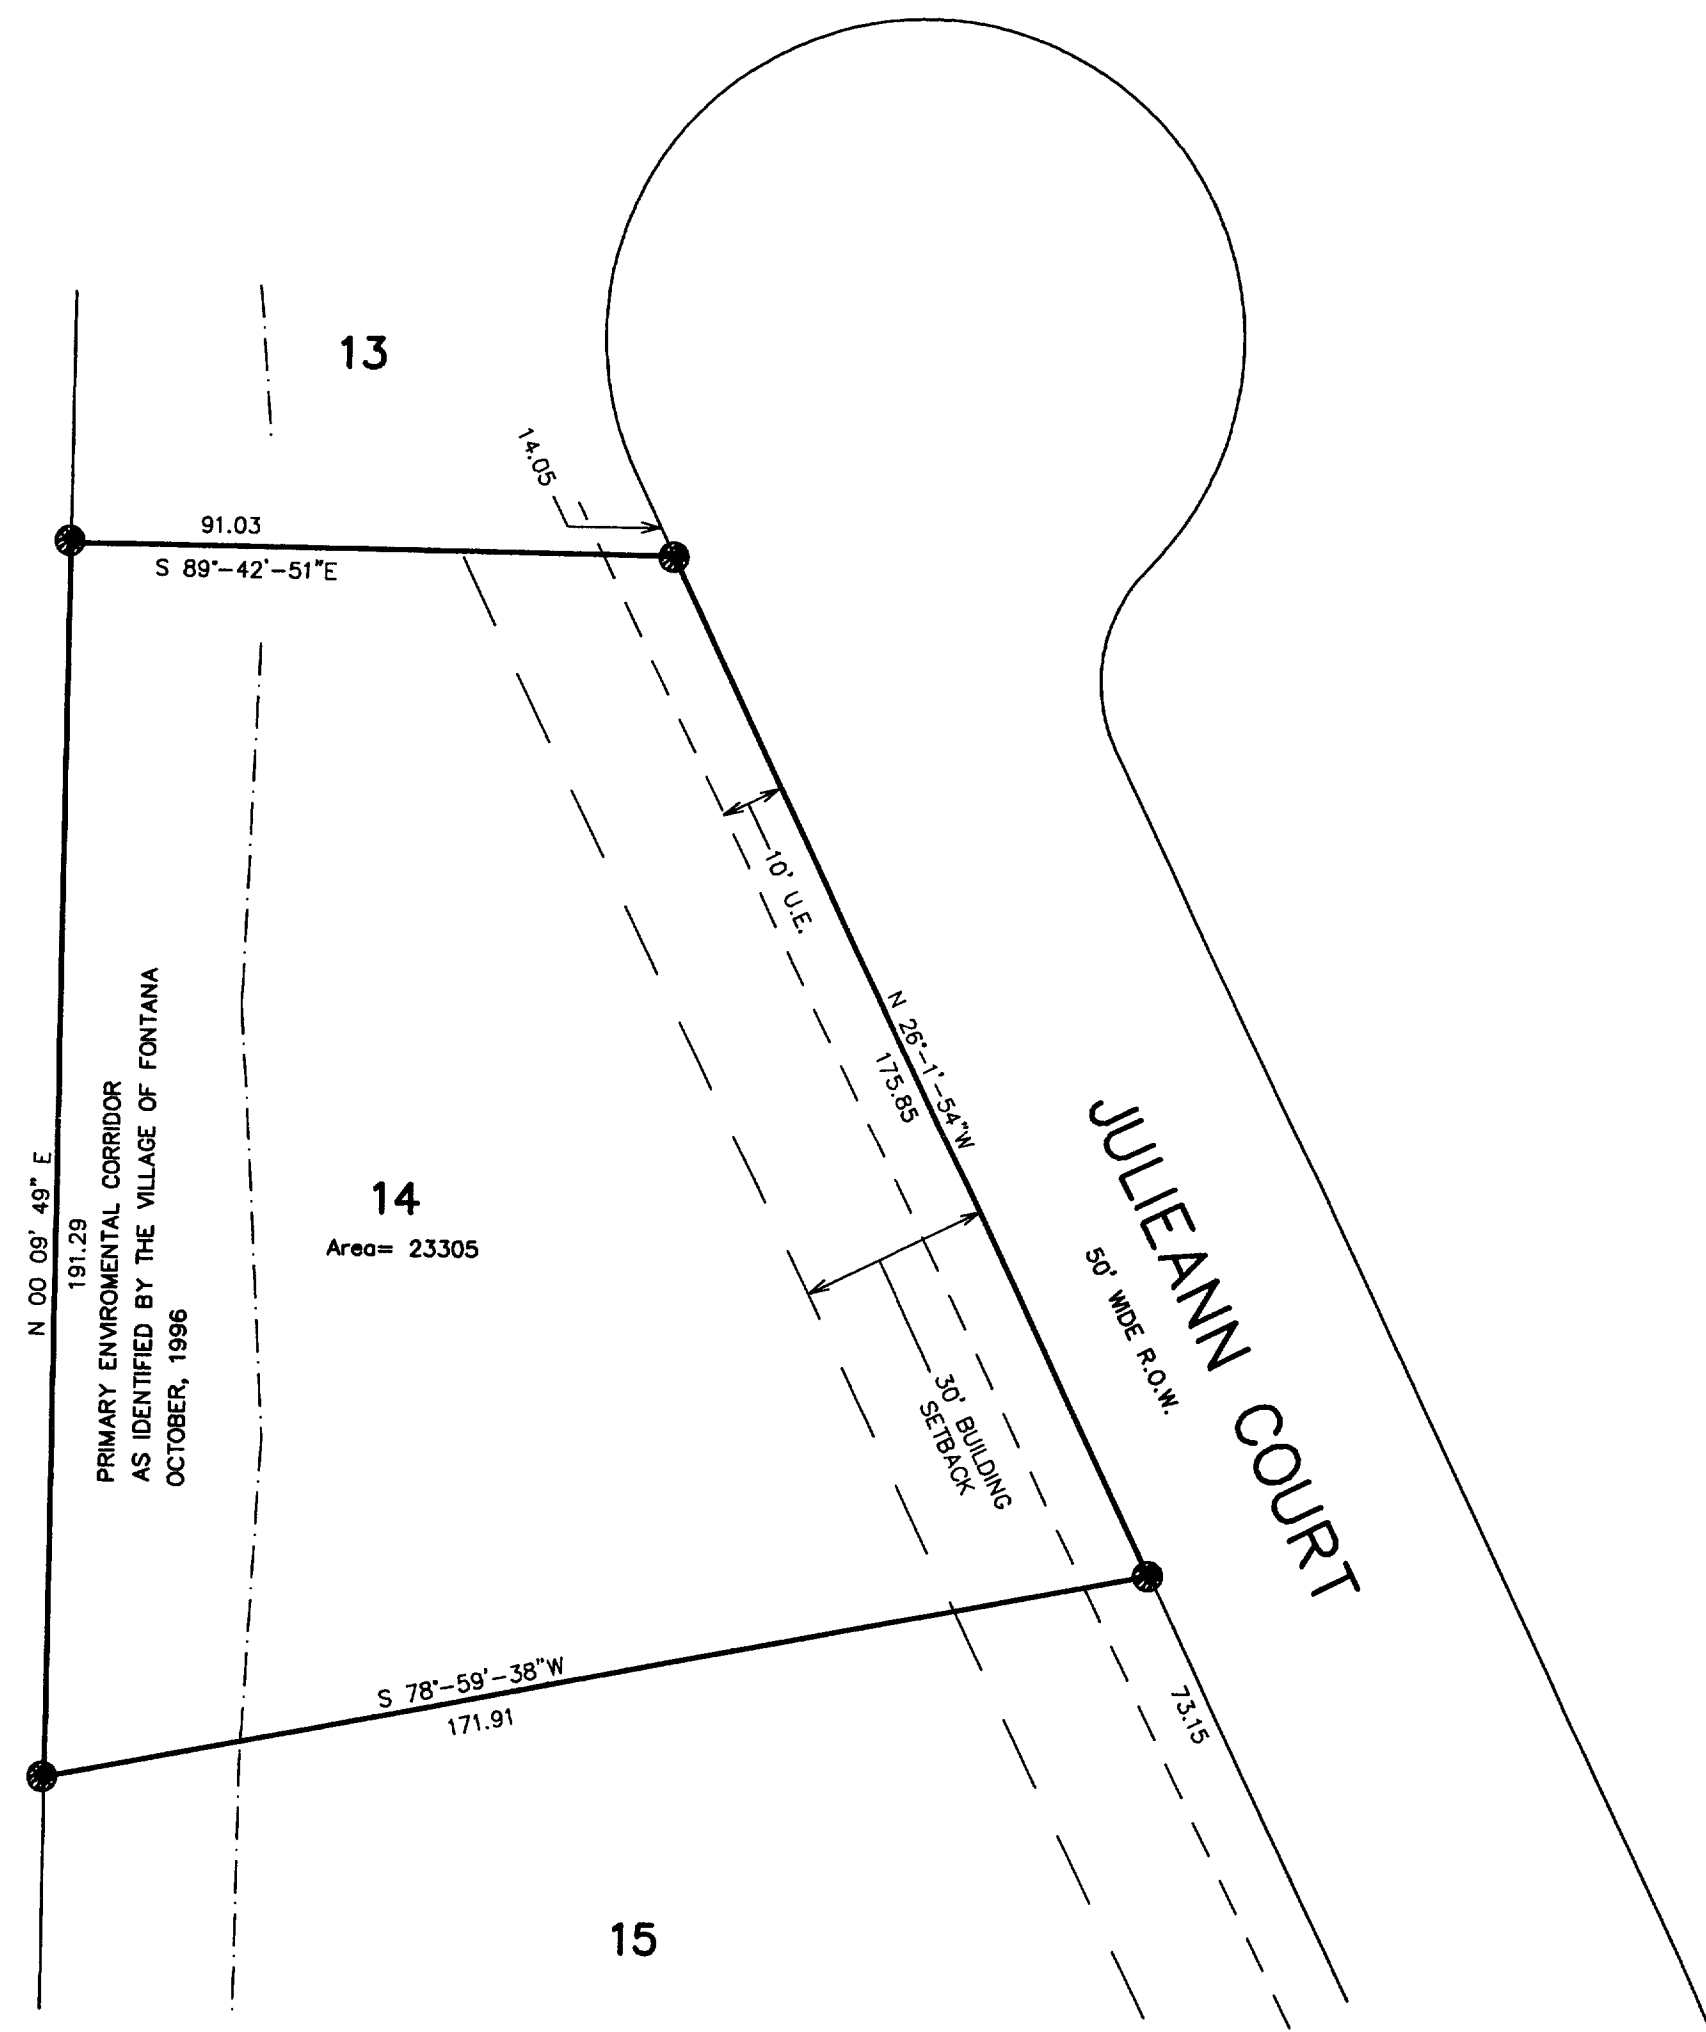 13
14.05
91.03
S 89°-42'-51"E
10' U.E.
N 26°-1'-54"W
175.85
N 00 09' 49" E
191.29
PRIMARY ENVIROMENTAL CORRIDOR
AS IDENTIFIED BY THE VILLAGE OF FONTANA
OCTOBER, 1996
14
Area= 23305
JULIEANN COURT
50' WIDE R.O.W.
30' BUILDING
SETBACK
S 78°-59'-38"W
171.91
73.15
15